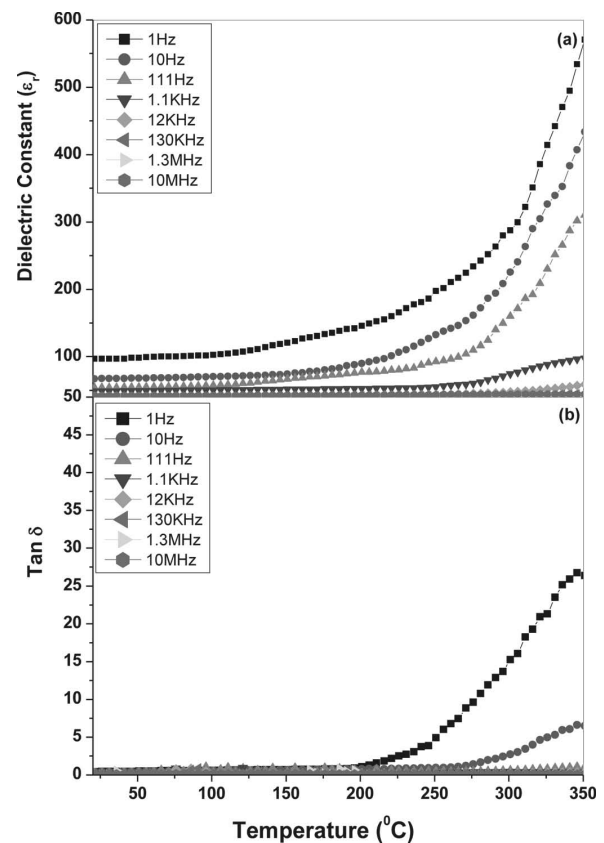 (a)
600
500
400
300
200
100
Dielectric Constant (εr)
1Hz
10Hz
111Hz
1.1KHz
12KHz
130KHz
1.3MHz
10MHz
(b)
50
45
40
35
30
25
20
15
10
5
0
Tan δ
1Hz
10Hz
111Hz
1.1KHz
12KHz
130KHz
1.3MHz
10MHz
50 100 150 200 250 300 350
Temperature (⁰C)